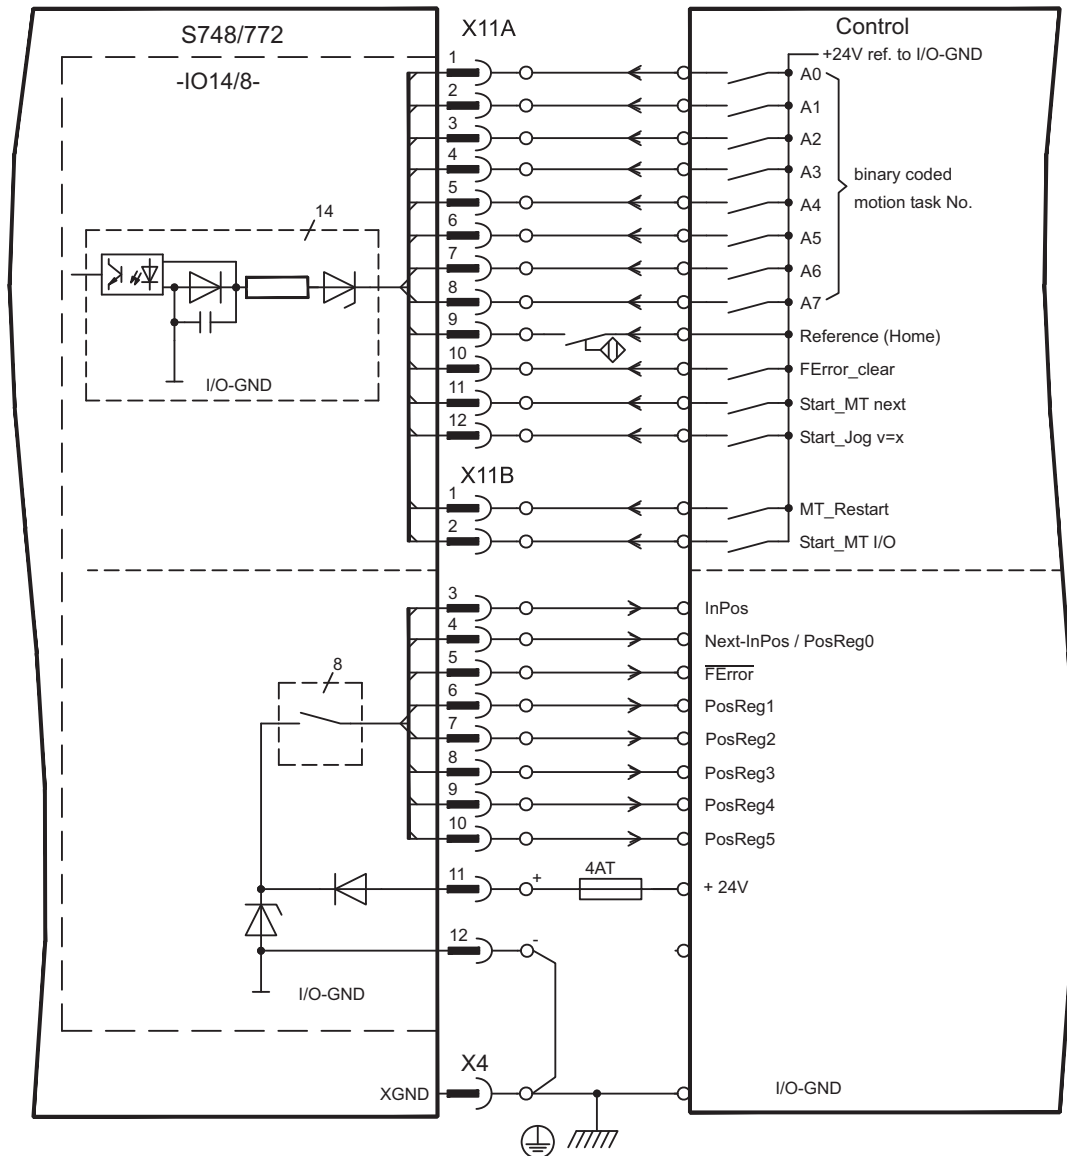 S748/772
X11A
Control
-IO14/8-
+24V ref. to I/O-GND
1
A0
2
A1
3
A2
4
A3
binary coded
5
A4
motion task No.
14
6
A5
7
A6
8
A7
9
Reference (Home)
10
FError_clear
I/O-GND
11
Start_MT next
12
Start_Jog v=x
X11B
1
MT_Restart
2
Start_MT I/O
3
InPos
4
Next-InPos / PosReg0
5
FError
8
6
PosReg1
7
PosReg2
8
PosReg3
9
PosReg4
10
PosReg5
11
+
4AT
+ 24V
12
-
I/O-GND
X4
XGND
I/O-GND